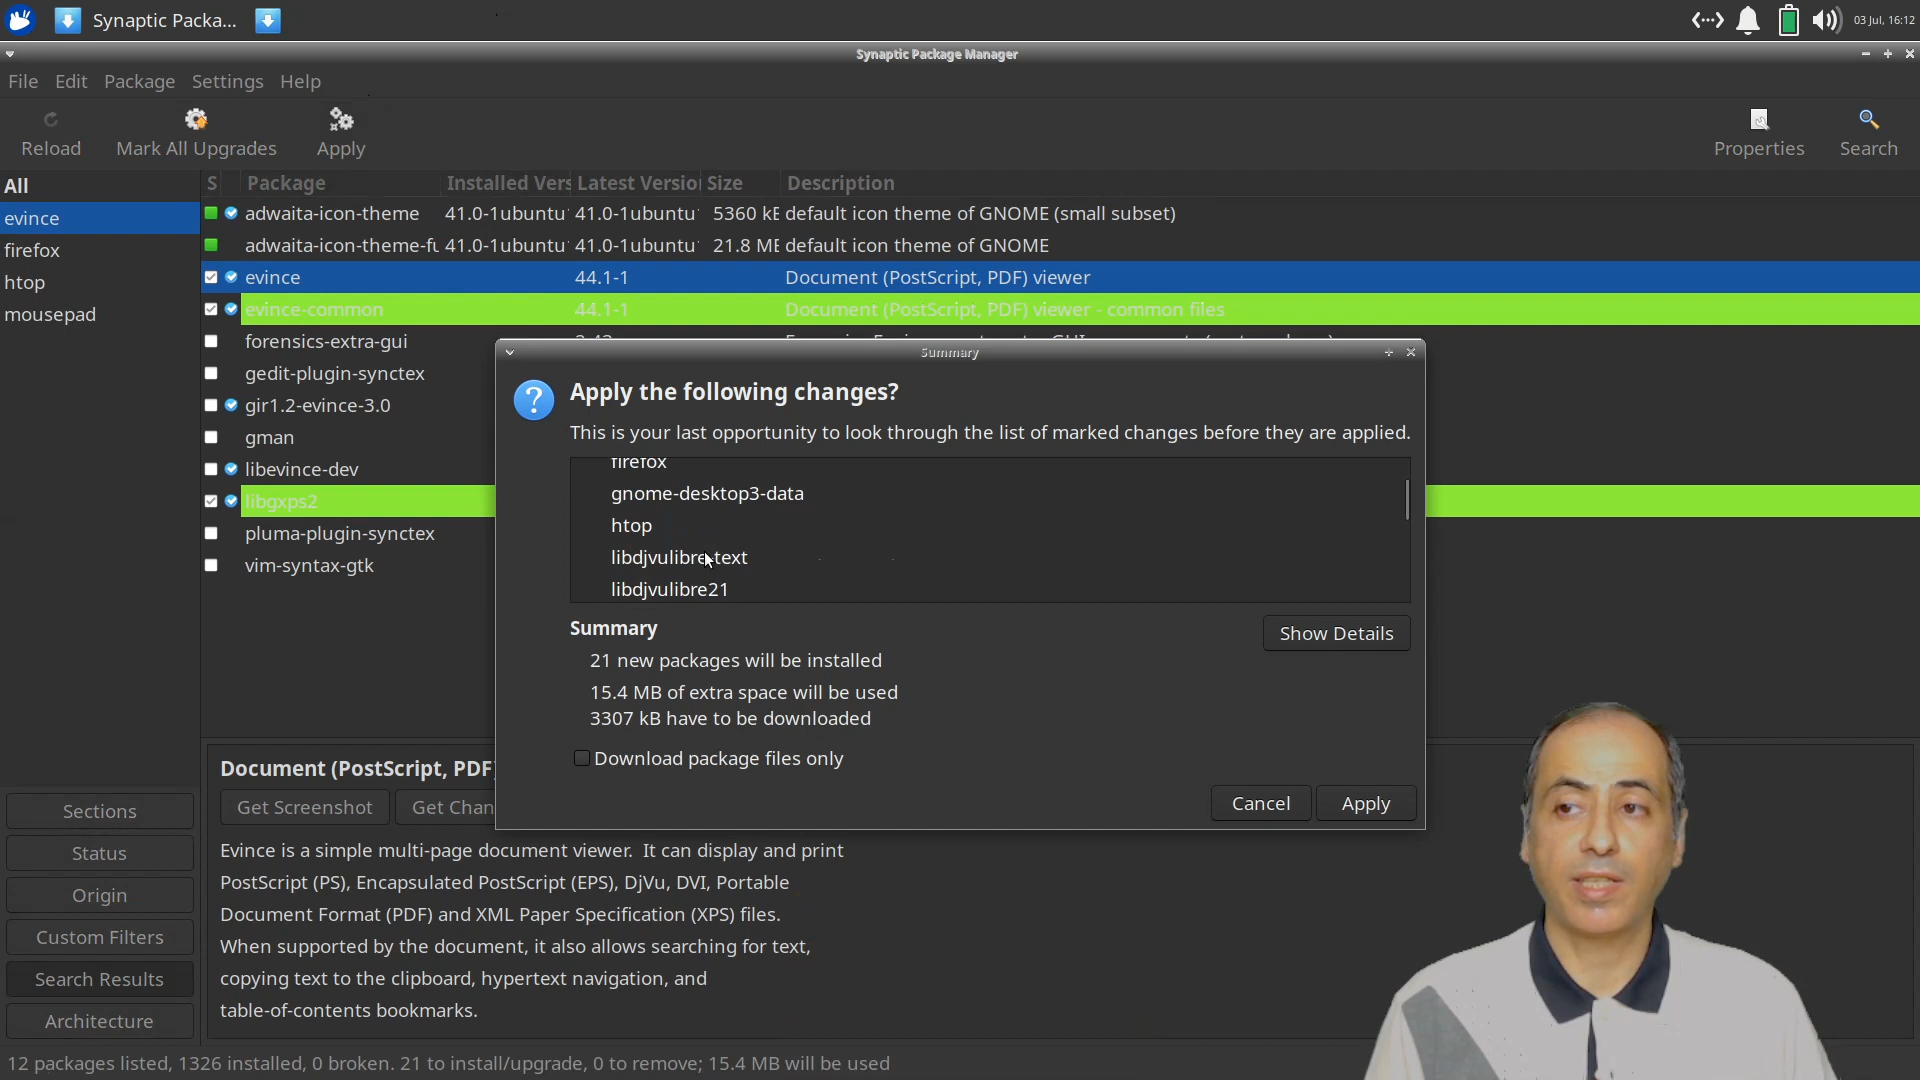 Synaptic Packa...
03 Jul, 16:12
Synaptic Package Manager
File Edit Package Settings Help
Reload Mark All Upgrades Apply Properties Search
All
evince
firefox
htop
mousepad
S Package Installed Vers Latest Versio Size Description
adwaita-icon-theme 41.0-1ubuntu 41.0-1ubuntu 5360 kE default icon theme of GNOME (small subset)
adwaita-icon-theme-fu 41.0-1ubuntu 41.0-1ubuntu 21.8 ME default icon theme of GNOME
evince 44.1-1 Document (PostScript, PDF) viewer
evince-common 44.1-1 Document (PostScript, PDF) viewer - common files
forensics-extra-gui
gedit-plugin-synctex
gir1.2-evince-3.0
gman
libevince-dev
libgxps2
pluma-plugin-synctex
vim-syntax-gtk
Summary
Apply the following changes?
This is your last opportunity to look through the list of marked changes before they are applied.
firefox
gnome-desktop3-data
htop
libdjvulibre-text
libdjvulibre21
Summary
Show Details
21 new packages will be installed
15.4 MB of extra space will be used
3307 kB have to be downloaded
Download package files only
Cancel Apply
Document (PostScript, PDF)
Get Screenshot Get Chan
Evince is a simple multi-page document viewer. It can display and print
PostScript (PS), Encapsulated PostScript (EPS), DjVu, DVI, Portable
Document Format (PDF) and XML Paper Specification (XPS) files.
When supported by the document, it also allows searching for text,
copying text to the clipboard, hypertext navigation, and
table-of-contents bookmarks.
Sections
Status
Origin
Custom Filters
Search Results
Architecture
12 packages listed, 1326 installed, 0 broken. 21 to install/upgrade, 0 to remove; 15.4 MB will be used